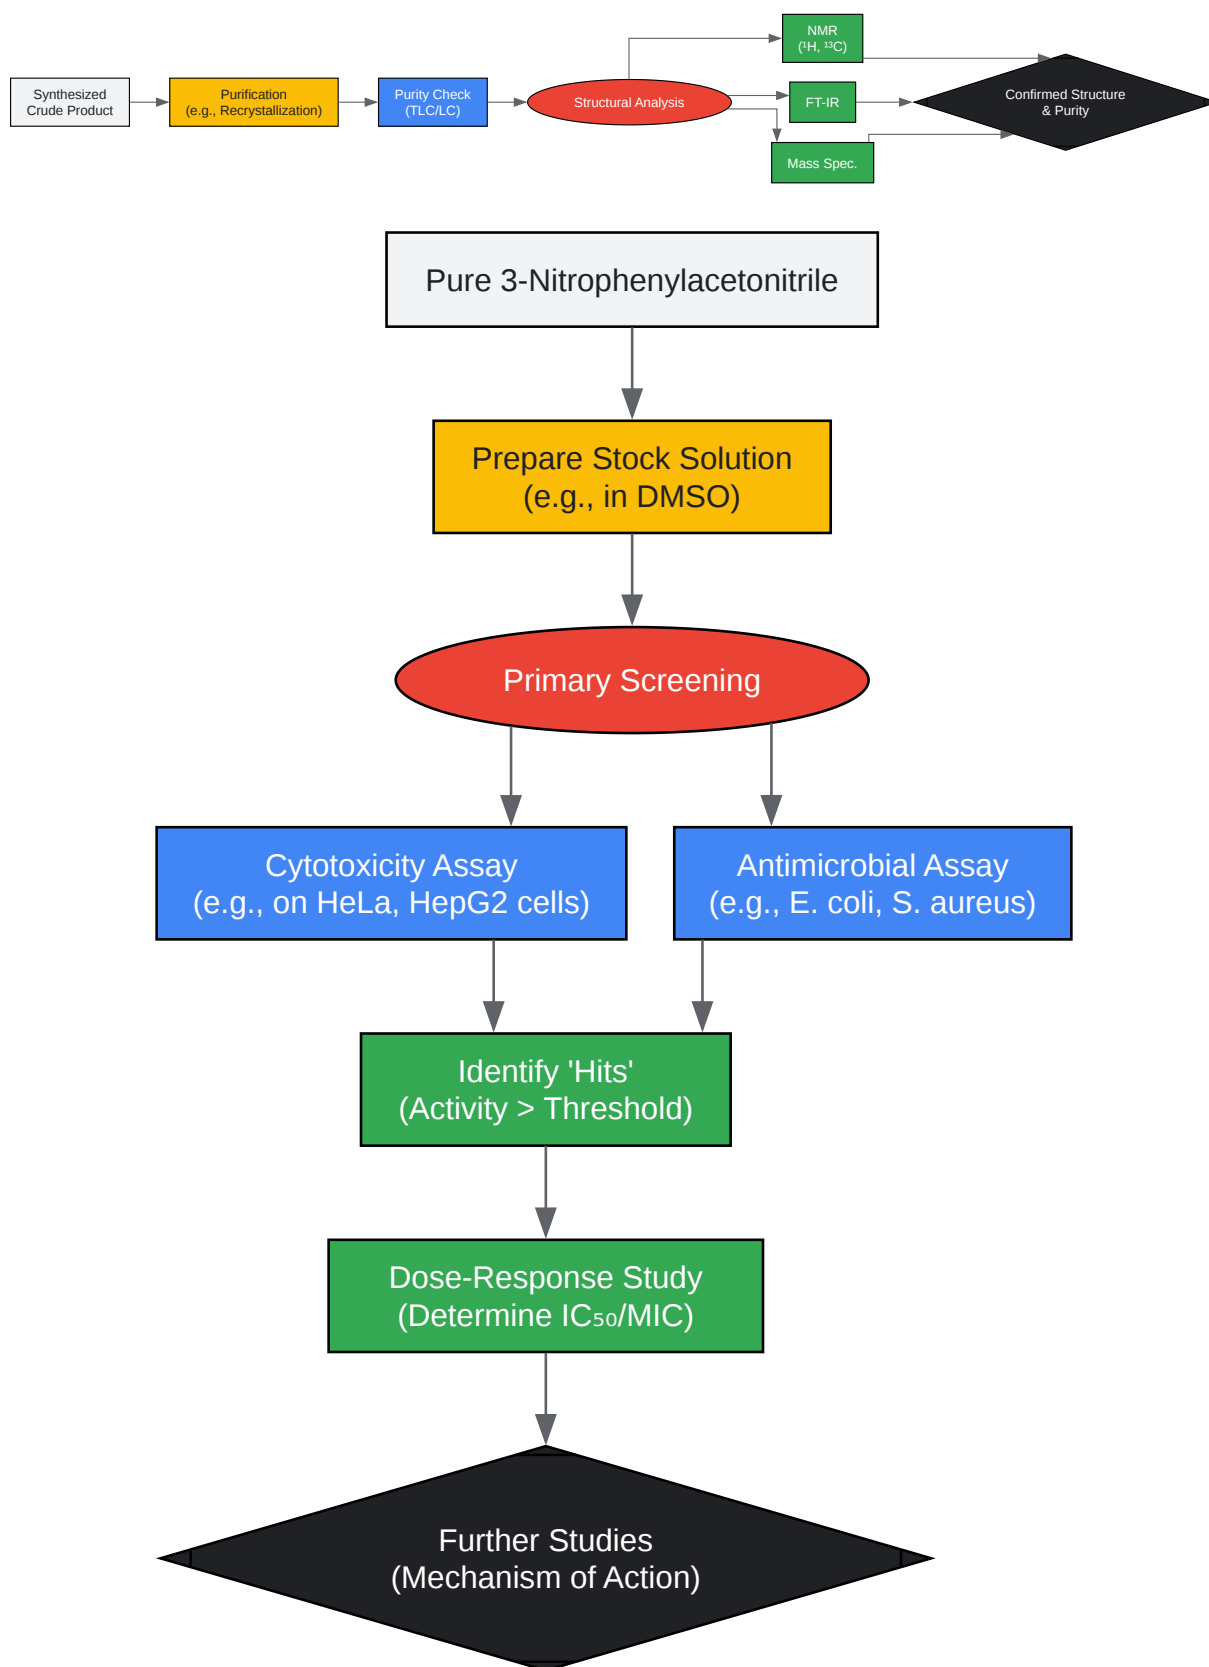 Synthesized
Crude Product
Purification
(e.g., Recrystallization)
Purity Check
(TLC/LC)
Structural Analysis
NMR
(¹H, ¹³C)
FT-IR
Mass Spec.
Confirmed Structure
& Purity
Pure 3-Nitrophenylacetonitrile
Prepare Stock Solution
(e.g., in DMSO)
Primary Screening
Cytotoxicity Assay
(e.g., on HeLa, HepG2 cells)
Antimicrobial Assay
(e.g., E. coli, S. aureus)
Identify 'Hits'
(Activity > Threshold)
Dose-Response Study
(Determine IC₅₀/MIC)
Further Studies
(Mechanism of Action)